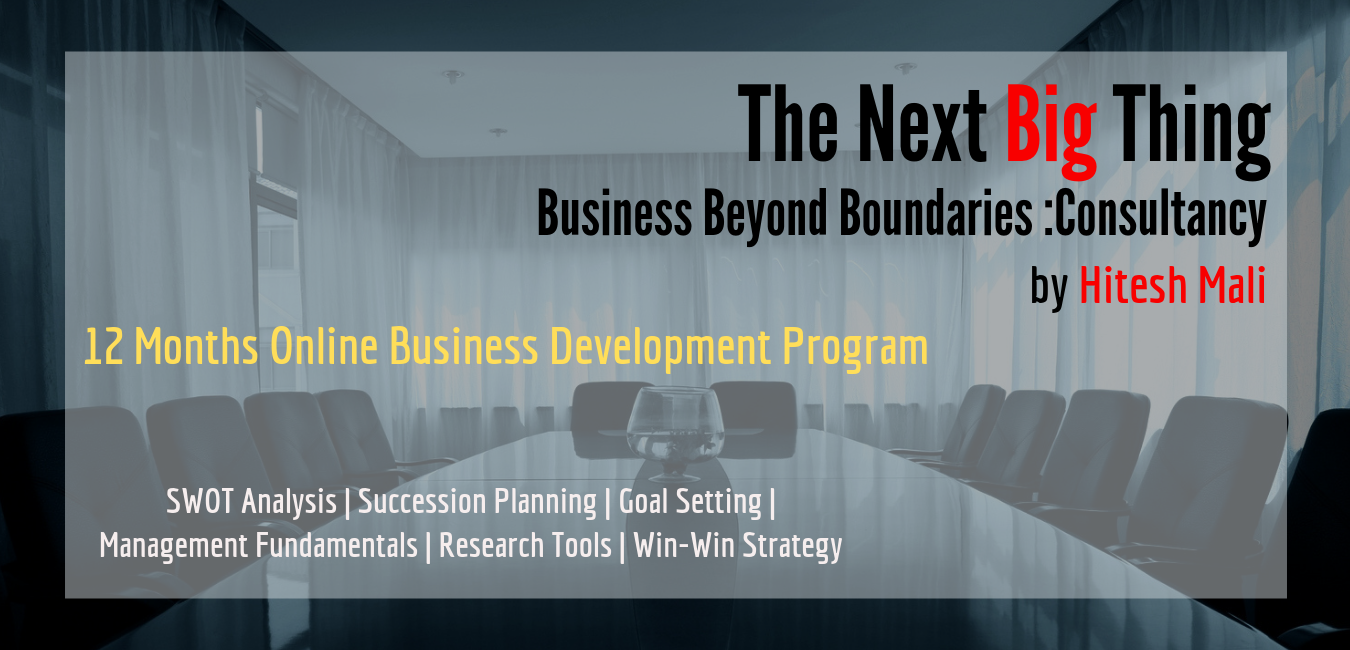 The Next Big Thing
Business Beyond Boundaries :Consultancy
by Hitesh Mali
12 Months Online Business Development Program
SWOT Analysis | Succession Planning | Goal Setting |
Management Fundamentals | Research Tools | Win-Win Strategy